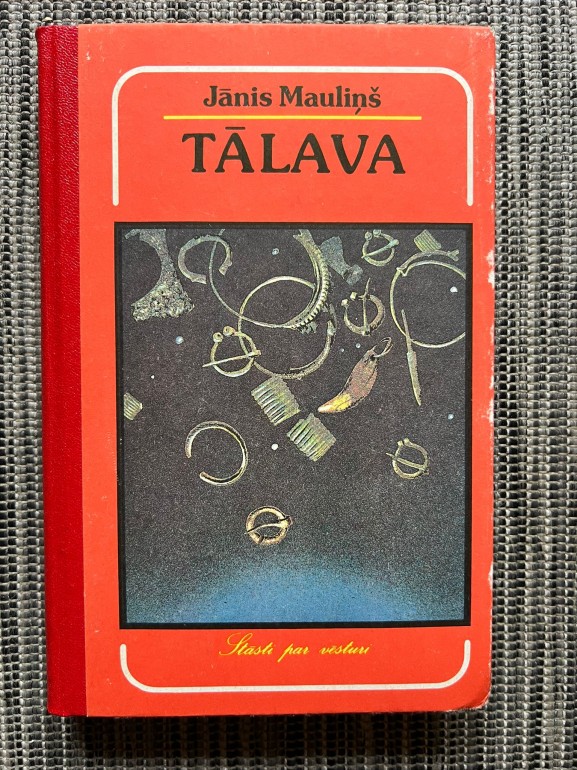 Jānis Mauliņš
TĀLAVA
Stāsti par vēsturi